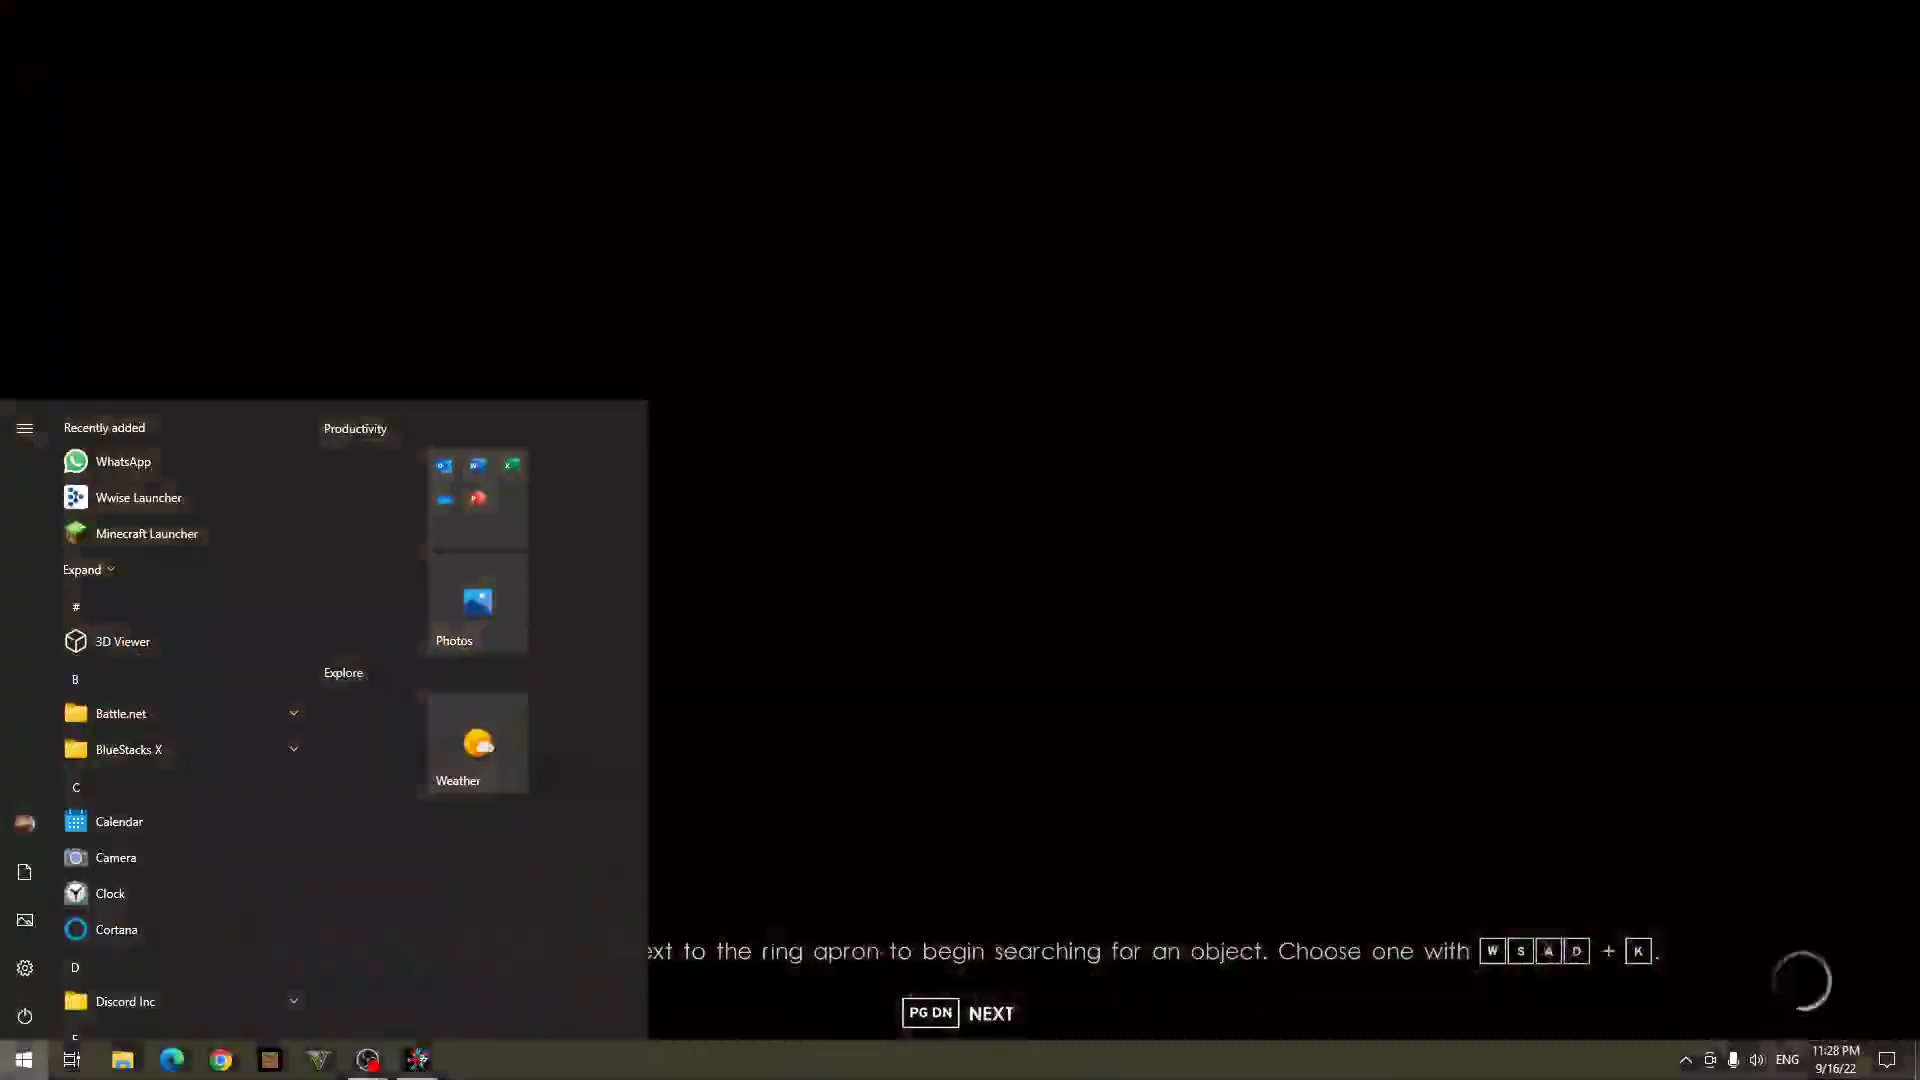 Recently added
WhatsApp
Wwise Launcher
Minecraft Launcher
Expand
#
3D Viewer
B
Battle.net
BlueStacks X
C
Calendar
Camera
Clock
Cortana
D
Discord Inc
Productivity
Photos
Explore
Weather
to the ring apron to begin searching for an object. Choose one with W S A D + K.
PG DN NEXT
ENG
11:28 PM
9/16/22